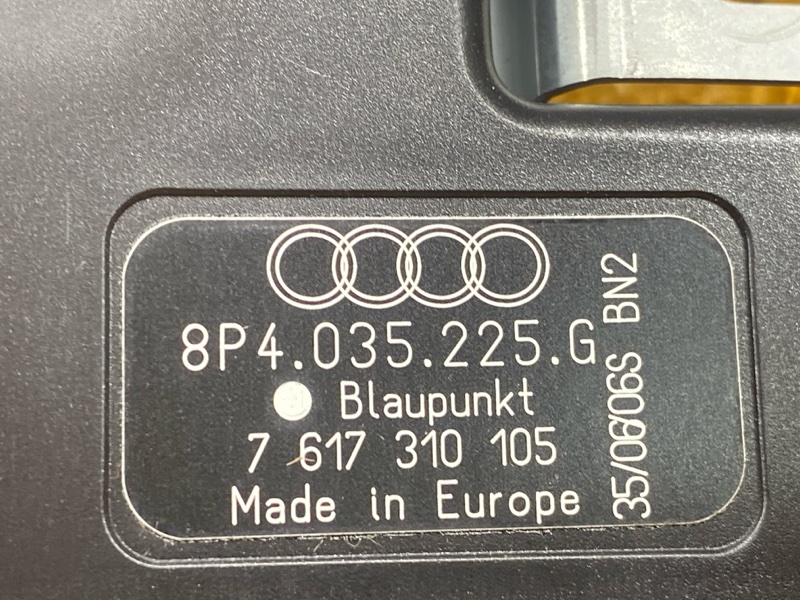 8P4.035.225.G
Blaupunkt
7 617 310 105
Made in Europe
35/06/06S BN2